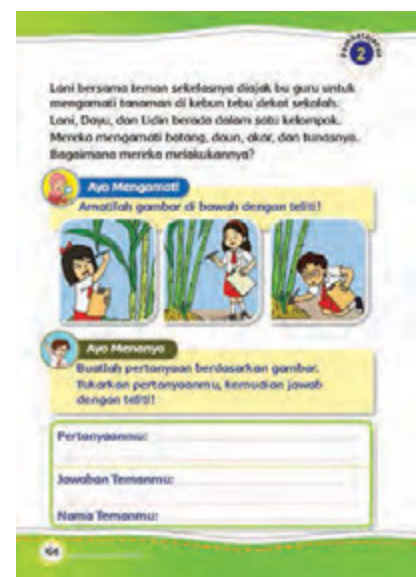 Pembelajaran
2
Lani bersama teman sekelasnya diajak bu guru untuk
mengamati tanaman di kebun tebu dekat sekolah.
Lani, Dayu, dan Udin berada dalam satu kelompok.
Mereka mengamati batang, daun, akar, dan tunasnya.
Bagaimana mereka melakukannya?
Ayo Mengamati
Amatilah gambar di bawah dengan teliti!
Ayo Menanya
Buatlah pertanyaan berdasarkan gambar.
Tukarkan pertanyaanmu, kemudian jawab
dengan teliti!
Pertanyaanmu:
Jawaban Temanmu:
Nama Temanmu: